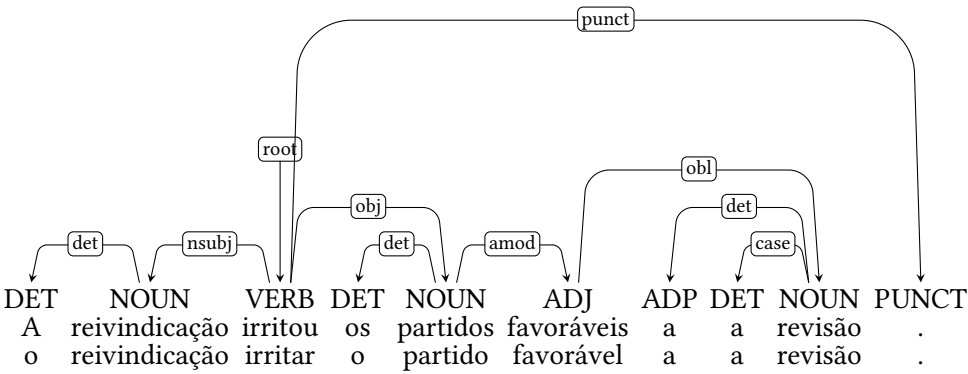 punct
root
obl
obj det
det nsubj det amod case
DET NOUN VERB DET NOUN ADJ ADP DET NOUN PUNCT
A reivindicação irritou os partidos favoráveis a a revisão .
o reivindicação irritar o partido favorável a a revisão .